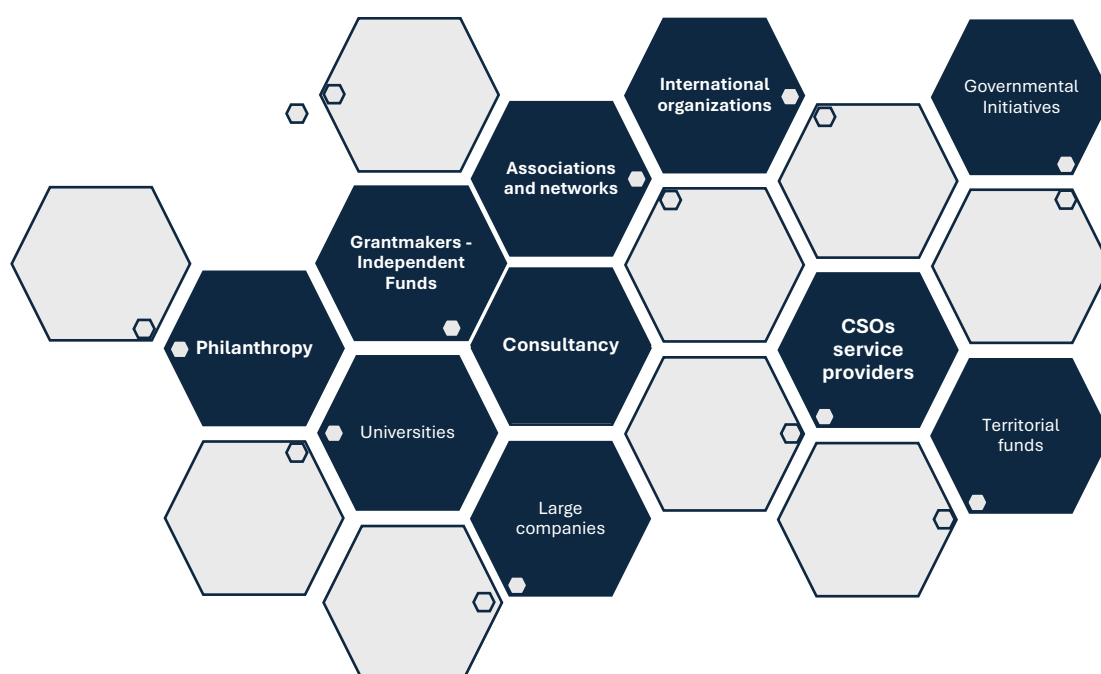 International
organizations
Governmental
Initiatives
Associations
and networks
Grantmakers -
Independent
Funds
Philanthropy
Consultancy
CSOs
service
providers
Universities
Territorial
funds
Large
companies